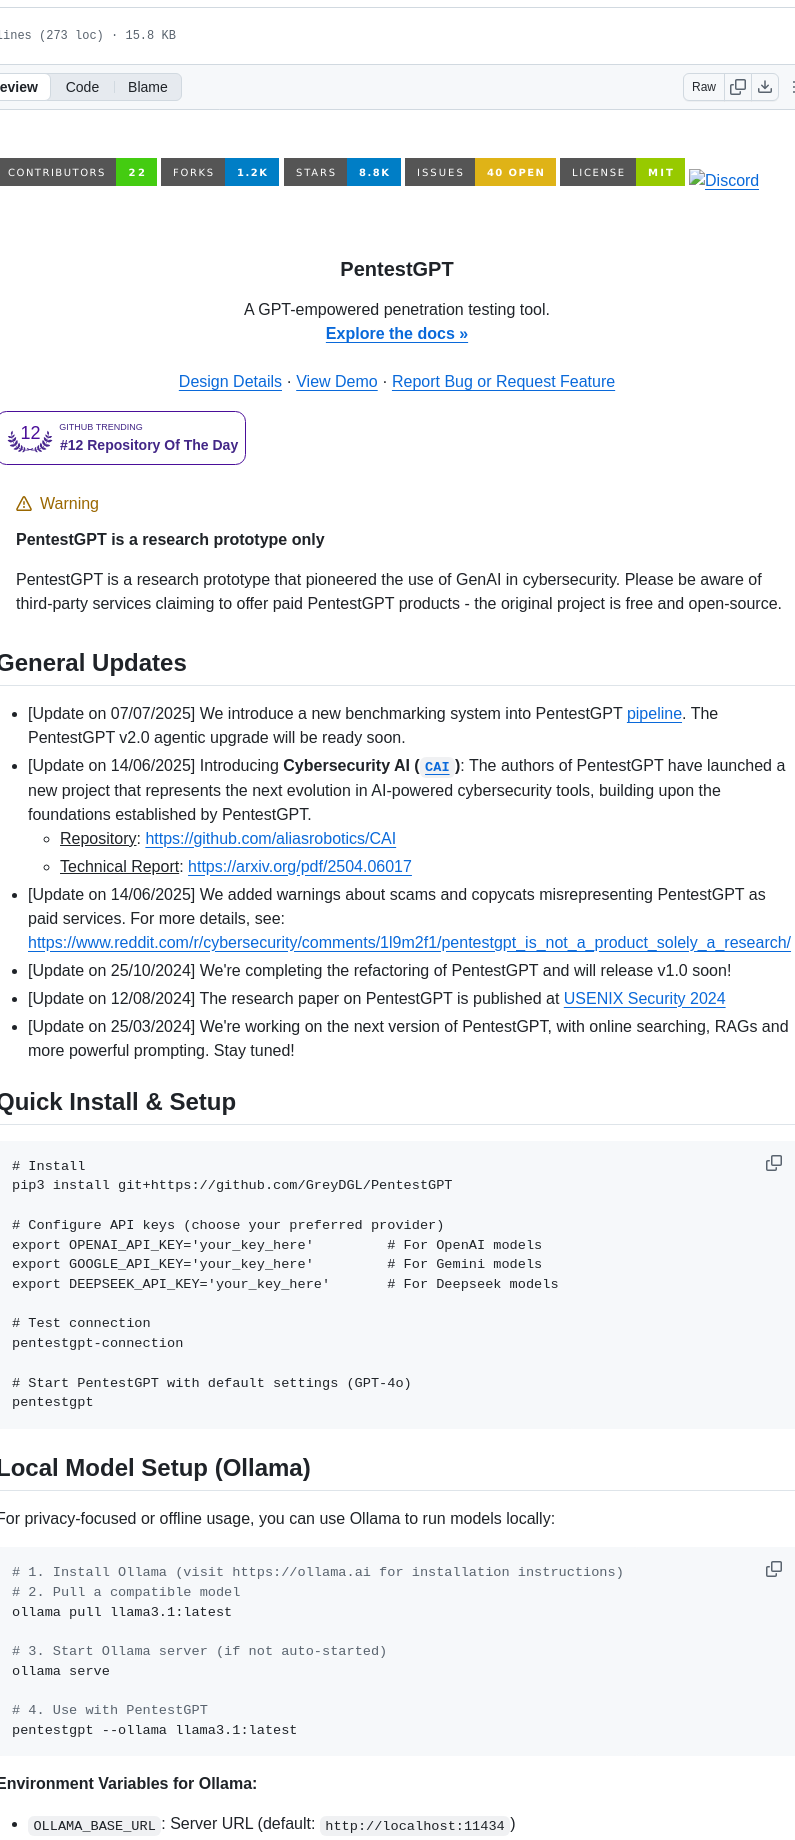 lines (273 loc) · 15.8 KB
eview Code Blame Raw
CONTRIBUTORS 22 FORKS 1.2K STARS 8.8K ISSUES 40 OPEN LICENSE MIT Discord
PentestGPT
A GPT-empowered penetration testing tool.
Explore the docs »
Design Details · View Demo · Report Bug or Request Feature
12 GITHUB TRENDING
#12 Repository Of The Day
Warning
PentestGPT is a research prototype only
PentestGPT is a research prototype that pioneered the use of GenAI in cybersecurity. Please be aware of
third-party services claiming to offer paid PentestGPT products - the original project is free and open-source.
General Updates
• [Update on 07/07/2025] We introduce a new benchmarking system into PentestGPT pipeline. The
PentestGPT v2.0 agentic upgrade will be ready soon.
• [Update on 14/06/2025] Introducing Cybersecurity AI (CAI): The authors of PentestGPT have launched a
new project that represents the next evolution in AI-powered cybersecurity tools, building upon the
foundations established by PentestGPT.
◦ Repository: https://github.com/aliasrobotics/CAI
◦ Technical Report: https://arxiv.org/pdf/2504.06017
• [Update on 14/06/2025] We added warnings about scams and copycats misrepresenting PentestGPT as
paid services. For more details, see:
https://www.reddit.com/r/cybersecurity/comments/1l9m2f1/pentestgpt_is_not_a_product_solely_a_research/
• [Update on 25/10/2024] We're completing the refactoring of PentestGPT and will release v1.0 soon!
• [Update on 12/08/2024] The research paper on PentestGPT is published at USENIX Security 2024
• [Update on 25/03/2024] We're working on the next version of PentestGPT, with online searching, RAGs and
more powerful prompting. Stay tuned!
Quick Install & Setup
# Install
pip3 install git+https://github.com/GreyDGL/PentestGPT
# Configure API keys (choose your preferred provider)
export OPENAI_API_KEY='your_key_here'         # For OpenAI models
export GOOGLE_API_KEY='your_key_here'         # For Gemini models
export DEEPSEEK_API_KEY='your_key_here'       # For Deepseek models
# Test connection
pentestgpt-connection
# Start PentestGPT with default settings (GPT-4o)
pentestgpt
Local Model Setup (Ollama)
For privacy-focused or offline usage, you can use Ollama to run models locally:
# 1. Install Ollama (visit https://ollama.ai for installation instructions)
# 2. Pull a compatible model
ollama pull llama3.1:latest
# 3. Start Ollama server (if not auto-started)
ollama serve
# 4. Use with PentestGPT
pentestgpt --ollama llama3.1:latest
Environment Variables for Ollama:
• OLLAMA_BASE_URL: Server URL (default: http://localhost:11434)